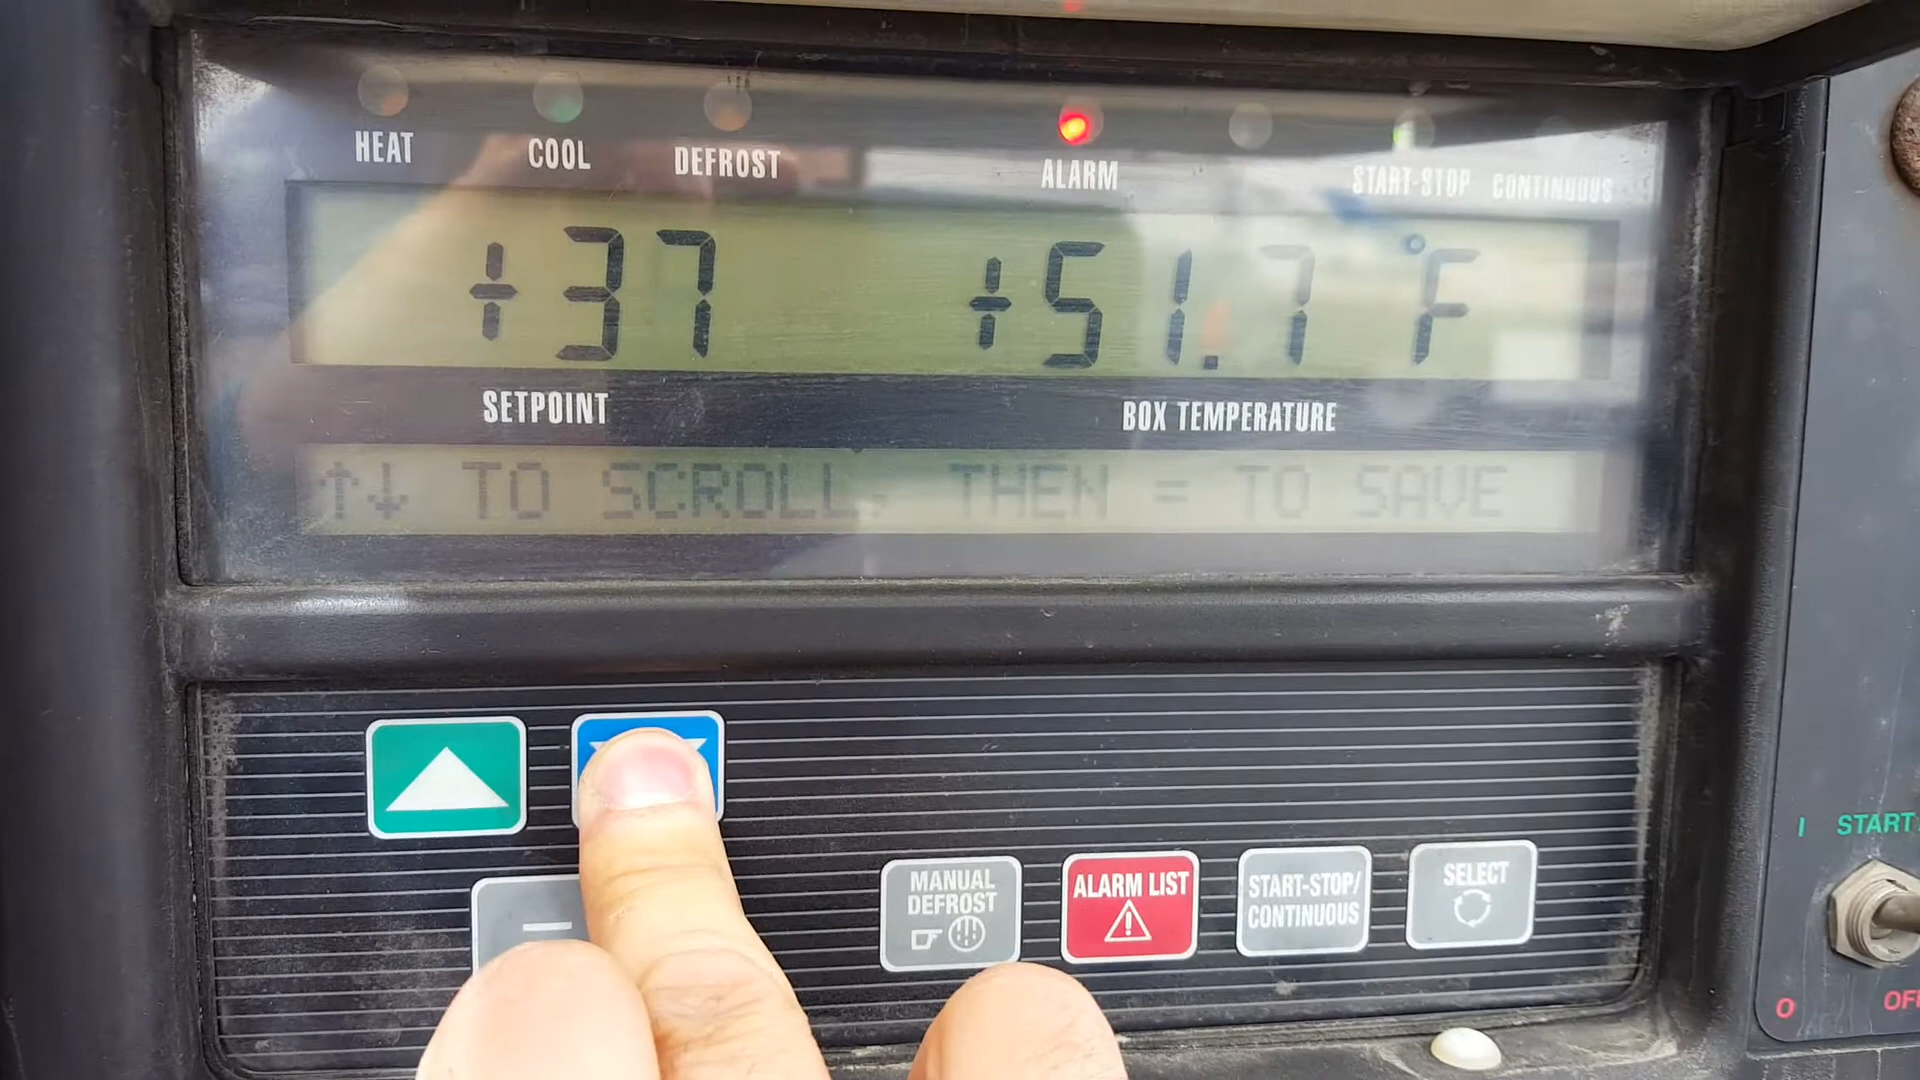 HEAT COOL DEFROST ALARM START-STOP CONTINUOUS
+37 +51.7 °F
SETPOINT BOX TEMPERATURE
↑↓ TO SCROLL, THEN = TO SAVE
MANUAL DEFROST
ALARM LIST
START-STOP/
CONTINUOUS
SELECT
I START
O